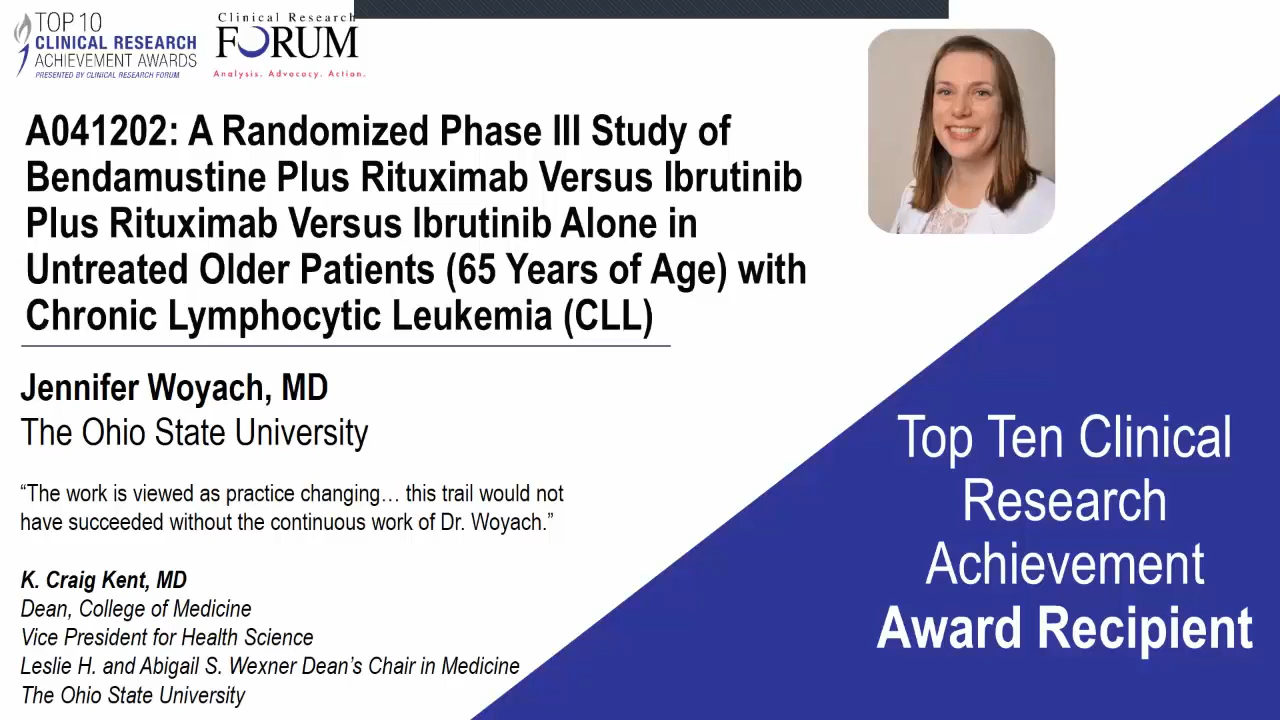 TOP 10
CLINICAL RESEARCH
ACHIEVEMENT AWARDS
PRESENTED BY CLINICAL RESEARCH FORUM
Clinical Research
FORUM
Analysis. Advocacy. Action.
A041202: A Randomized Phase III Study of
Bendamustine Plus Rituximab Versus Ibrutinib
Plus Rituximab Versus Ibrutinib Alone in
Untreated Older Patients (65 Years of Age) with
Chronic Lymphocytic Leukemia (CLL)
Jennifer Woyach, MD
The Ohio State University
“The work is viewed as practice changing… this trail would not
have succeeded without the continuous work of Dr. Woyach.”
K. Craig Kent, MD
Dean, College of Medicine
Vice President for Health Science
Leslie H. and Abigail S. Wexner Dean’s Chair in Medicine
The Ohio State University
Top Ten Clinical
Research
Achievement
Award Recipient